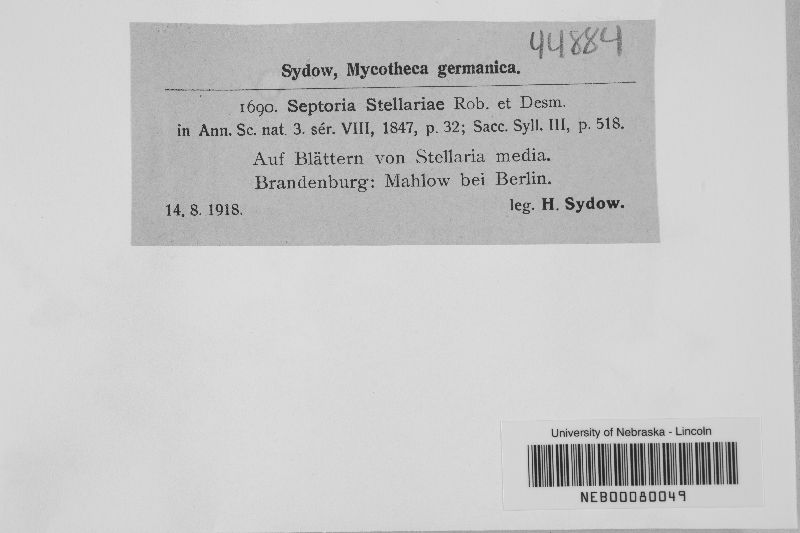 44884
Sydow, Mycotheca germanica.
1690. Septoria Stellariae Rob. et Desm.
in Ann. Sc. nat. 3. sér. VIII, 1847, p. 32; Sacc. Syll. III, p. 518.
Auf Blättern von Stellaria media.
Brandenburg: Mahlow bei Berlin.
14. 8. 1918. leg. H. Sydow.
University of Nebraska - Lincoln
NEB00080049